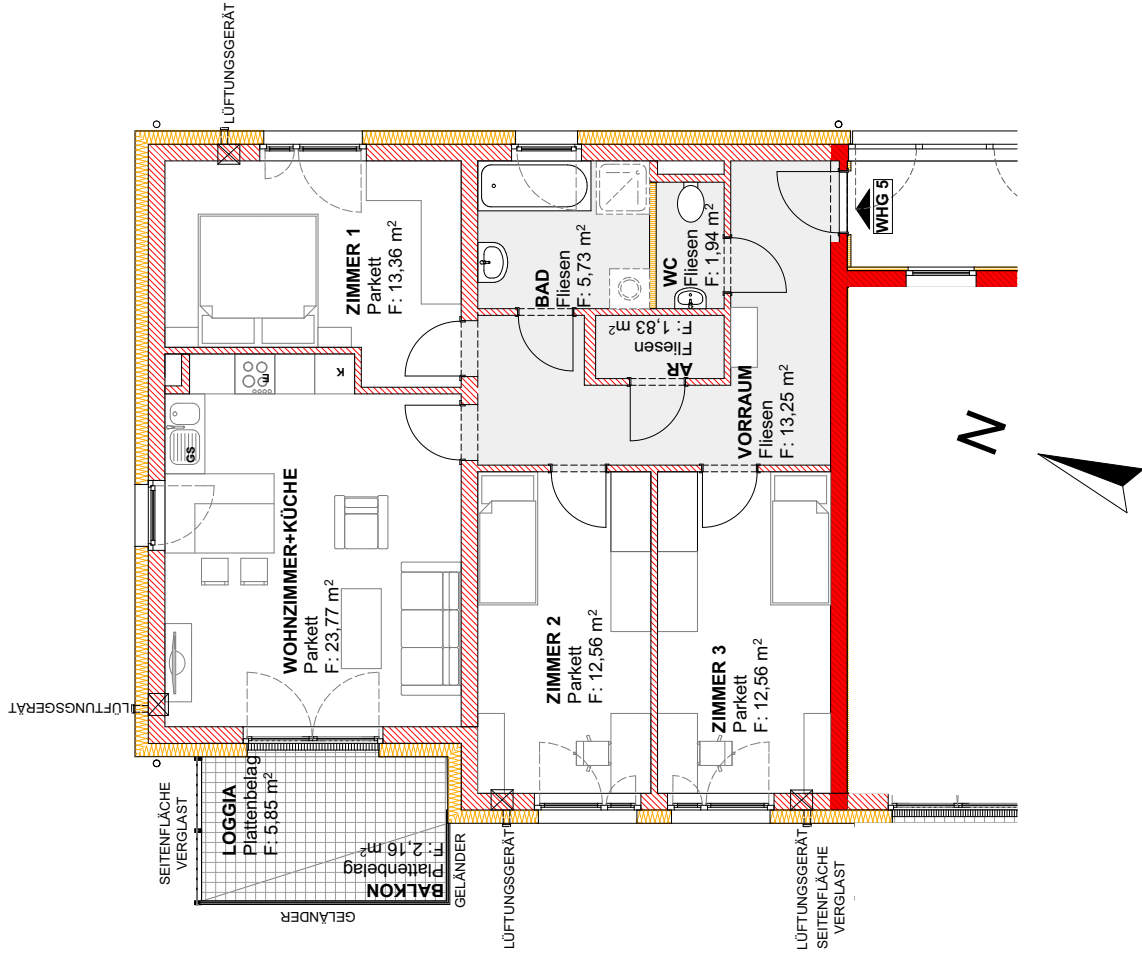 LÜFTUNGSGERÄT
ZIMMER 1
Parkett
F: 13,36 m²
BAD
Fliesen
F: 5,73 m²
WC
Fliesen
F: 1,94 m²
WHG 5
AR
Fliesen
F: 1,83 m²
VORRAUM
Fliesen
F: 13,25 m²
E
K
GS
WOHNZIMMER+KÜCHE
Parkett
F: 23,77 m²
ZIMMER 2
Parkett
F: 12,56 m²
ZIMMER 3
Parkett
F: 12,56 m²
N
LÜFTUNGSGERÄT
SEITENFLÄCHE
VERGLAST
LOGGIA
Plattenbelag
F: 5,85 m²
BALKON
Plattenbelag
F: 2,16 m²
GELÄNDER
GELÄNDER
LÜFTUNGSGERÄT
LÜFTUNGSGERÄT
SEITENFLÄCHE
VERGLAST